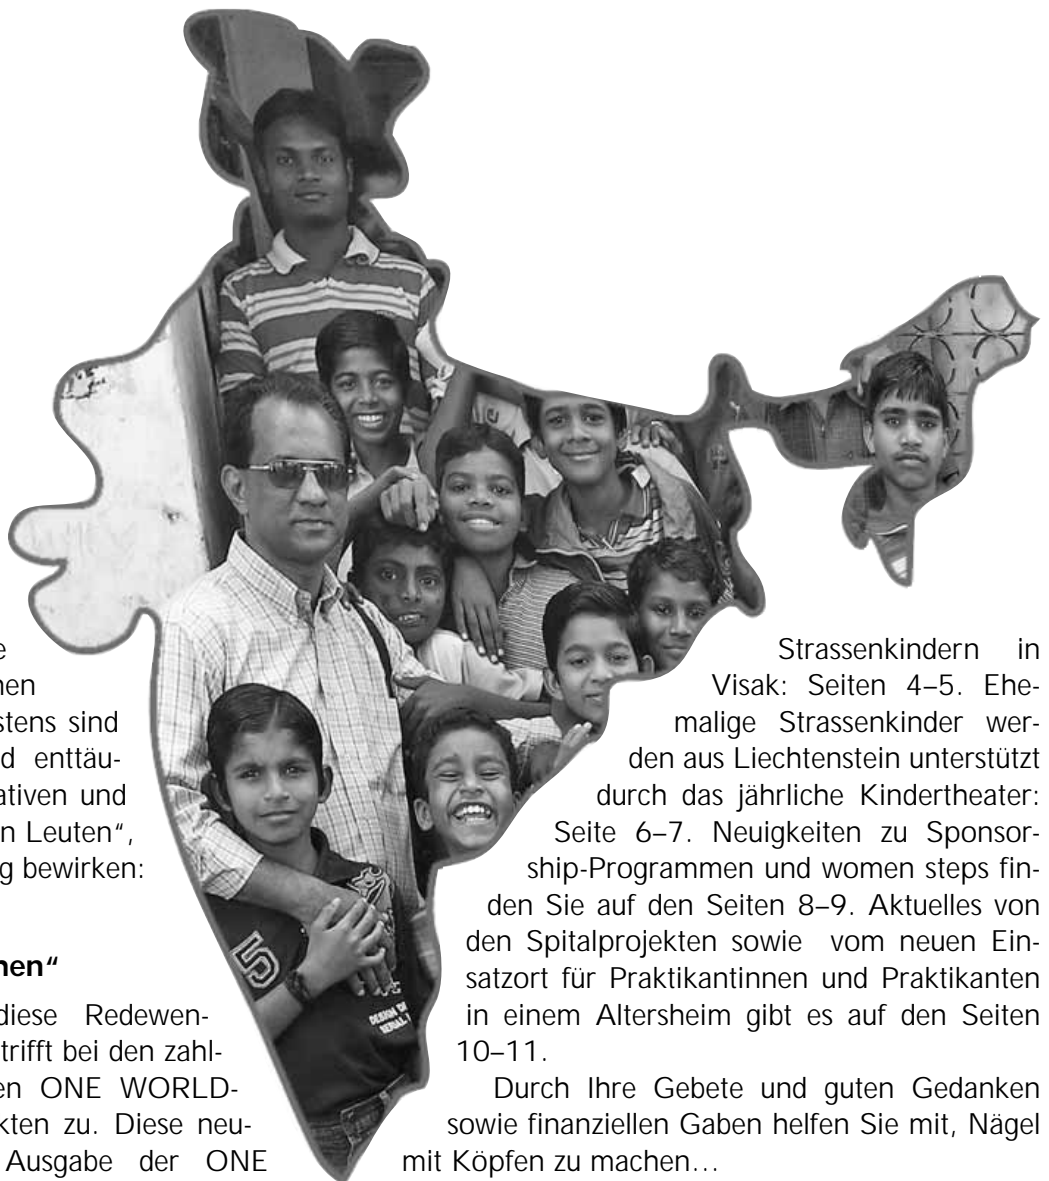 e
nen
stens sind
d enttäu-
ativen und
n Leuten“,
g bewirken:
nen“
diese Redewen-
trifft bei den zahl-
en ONE WORLD-
kten zu. Diese neu-
Ausgabe der ONE
5
Strassenkindern in
Visak: Seiten 4–5. Ehe-
malige Strassenkinder wer-
den aus Liechtenstein unterstützt
durch das jährliche Kindertheater:
Seite 6–7. Neuigkeiten zu Sponsor-
ship-Programmen und women steps fin-
den Sie auf den Seiten 8–9. Aktuelles von
den Spitalprojekten sowie vom neuen Ein-
satzort für Praktikantinnen und Praktikanten
in einem Altersheim gibt es auf den Seiten
10–11.
Durch Ihre Gebete und guten Gedanken
sowie finanziellen Gaben helfen Sie mit, Nägel
mit Köpfen zu machen…